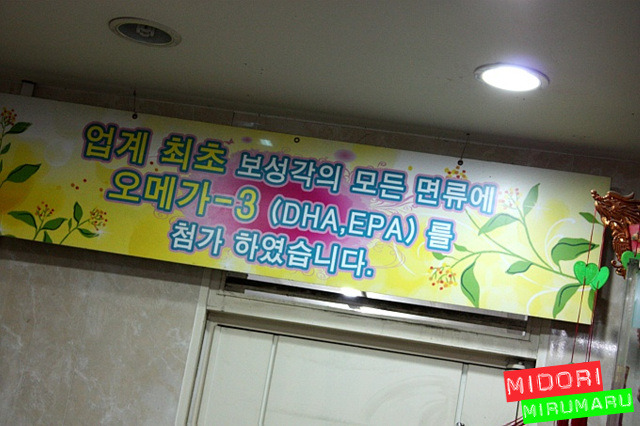 업계 최초 보성각의 모든 면류에
오메가-3 (DHA,EPA) 를
첨가 하였습니다.
MIDORI
MIRUMARU